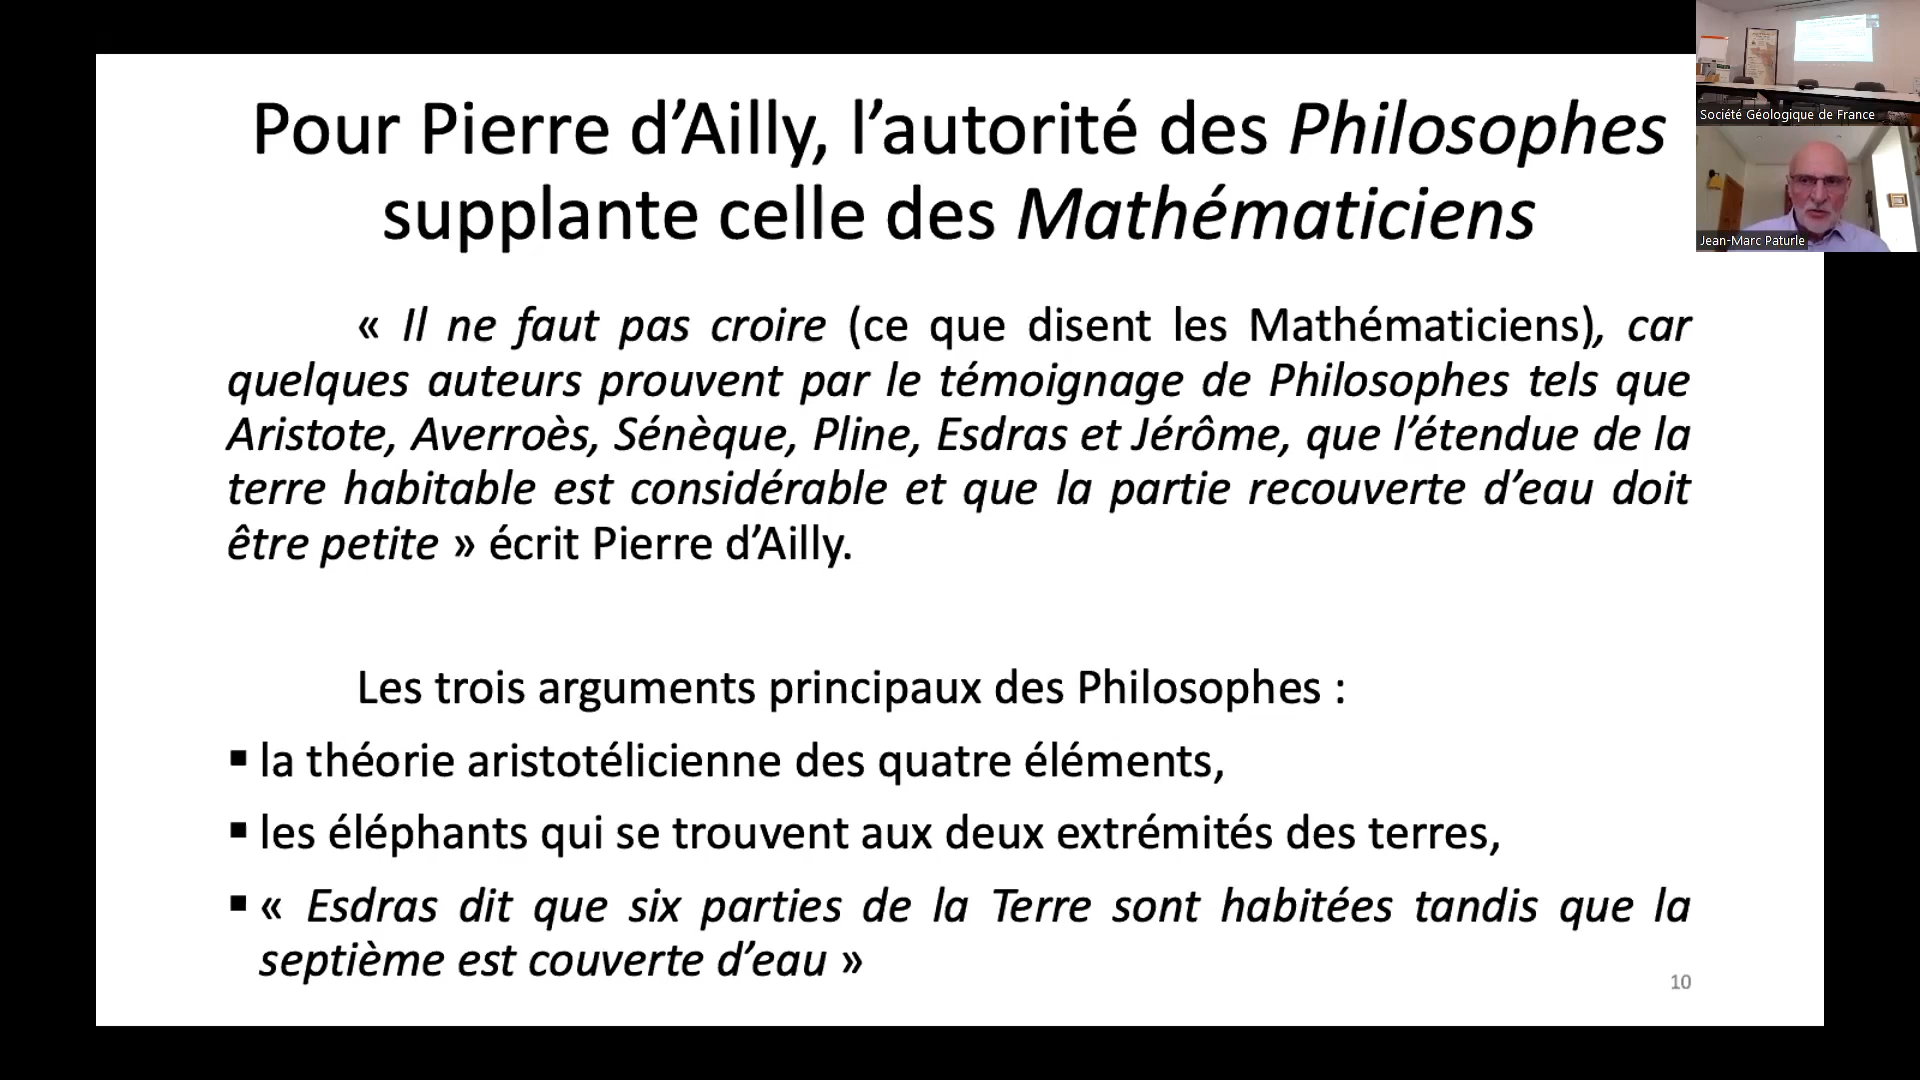 Pour Pierre d’Ailly, l’autorité des Philosophes
supplante celle des Mathématiciens
« Il ne faut pas croire (ce que disent les Mathématiciens), car
quelques auteurs prouvent par le témoignage de Philosophes tels que
Aristote, Averroès, Sénèque, Pline, Esdras et Jérôme, que l’étendue de la
terre habitable est considérable et que la partie recouverte d’eau doit
être petite » écrit Pierre d’Ailly.
Les trois arguments principaux des Philosophes :
▪ la théorie aristotélicienne des quatre éléments,
▪ les éléphants qui se trouvent aux deux extrémités des terres,
▪ « Esdras dit que six parties de la Terre sont habitées tandis que la
septième est couverte d’eau »
10
Société Géologique de France
Jean-Marc Paturle